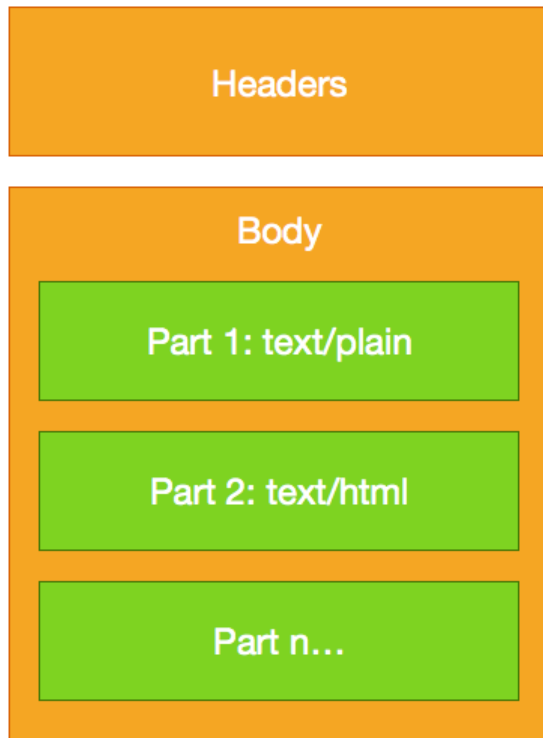 Headers
Body
Part 1: text/plain
Part 2: text/html
Part n…